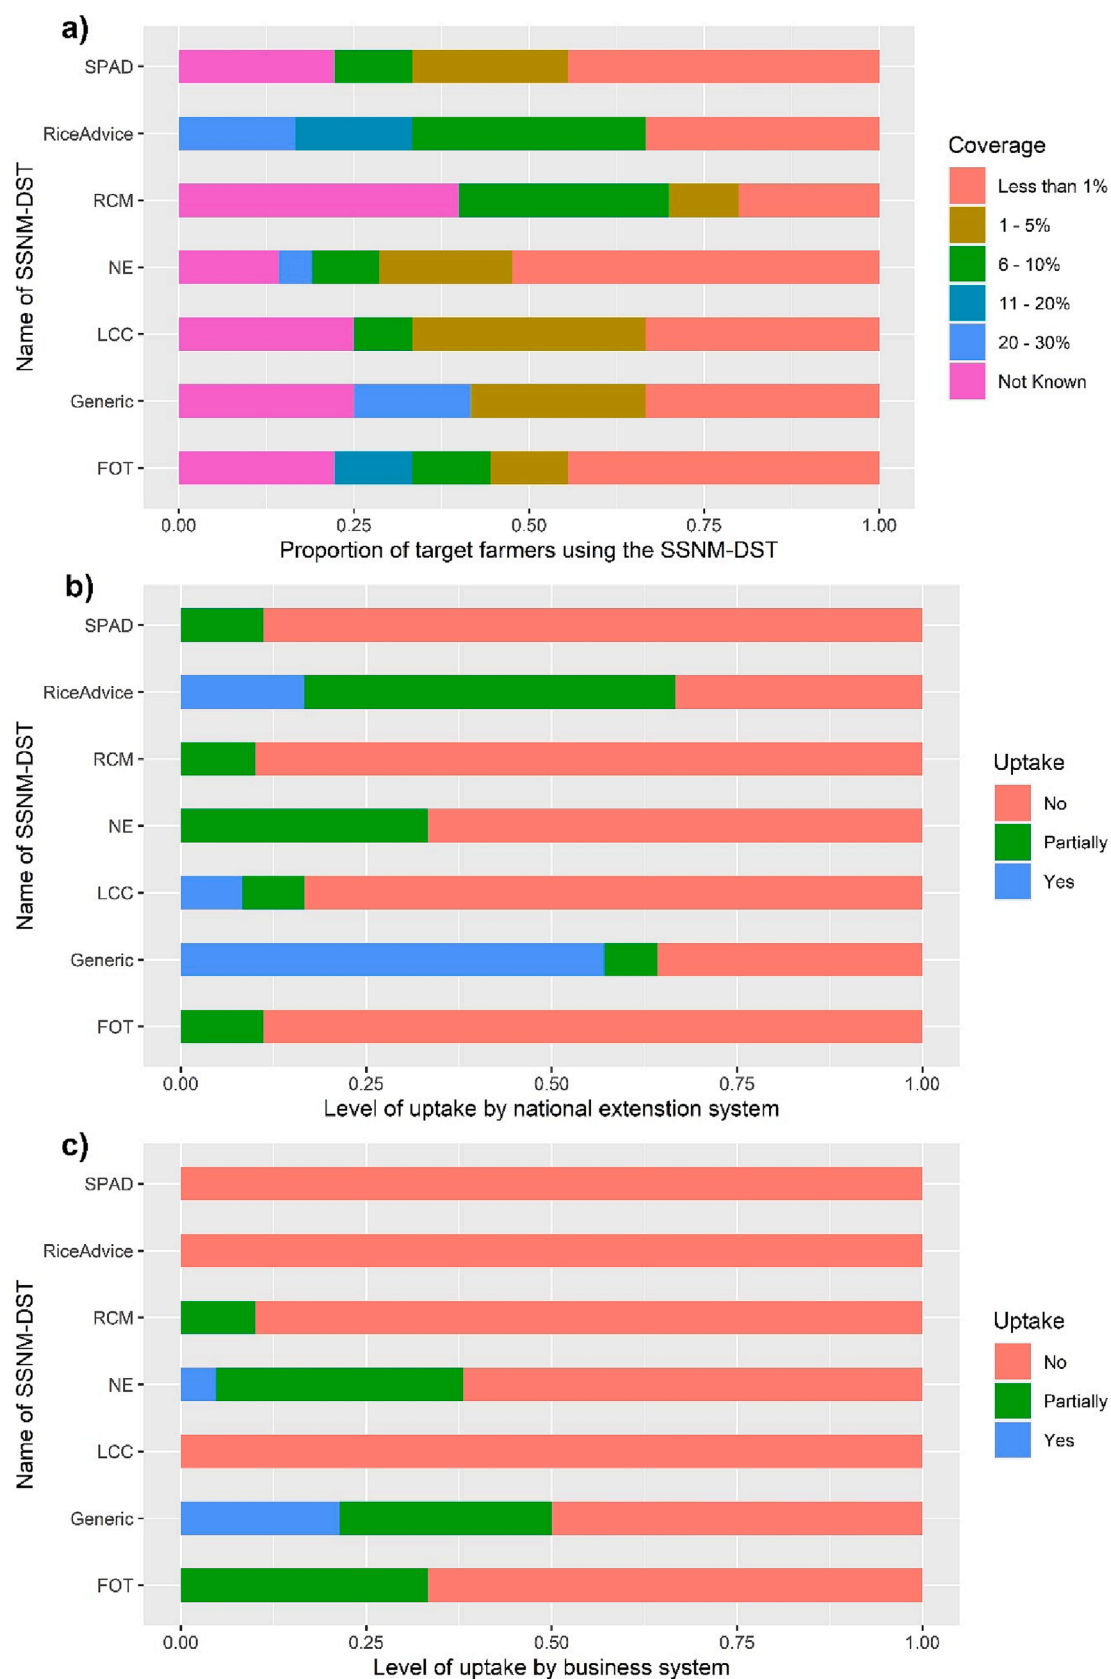 a)
Name of SSNM-DST
SPAD
RiceAdvice
RCM
NE
LCC
Generic
FOT
0.00 0.25 0.50 0.75 1.00
Proportion of target farmers using the SSNM-DST
Coverage
Less than 1%
1 - 5%
6 - 10%
11 - 20%
20 - 30%
Not Known
b)
Name of SSNM-DST
SPAD
RiceAdvice
RCM
NE
LCC
Generic
FOT
0.00 0.25 0.50 0.75 1.00
Level of uptake by national extenstion system
Uptake
No
Partially
Yes
c)
Name of SSNM-DST
SPAD
RiceAdvice
RCM
NE
LCC
Generic
FOT
0.00 0.25 0.50 0.75 1.00
Level of uptake by business system
Uptake
No
Partially
Yes